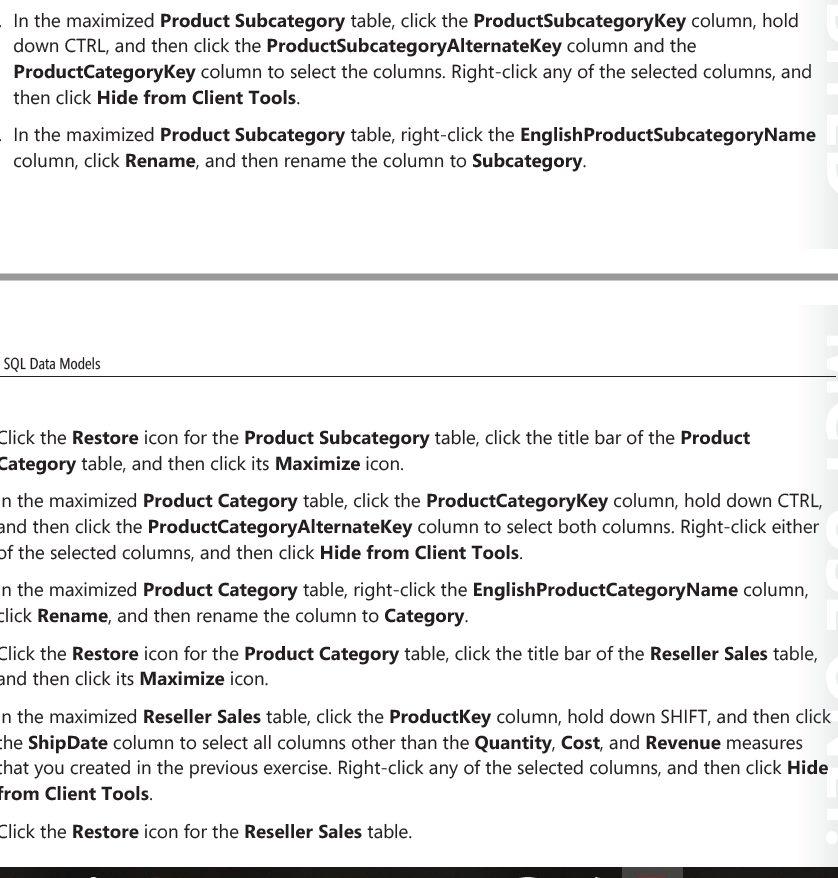 . In the maximized Product Subcategory table, click the ProductSubcategoryKey column, hold
down CTRL, and then click the ProductSubcategoryAlternateKey column and the
ProductCategoryKey column to select the columns. Right-click any of the selected columns, and
then click Hide from Client Tools.
. In the maximized Product Subcategory table, right-click the EnglishProductSubcategoryName
column, click Rename, and then rename the column to Subcategory.
SQL Data Models
Click the Restore icon for the Product Subcategory table, click the title bar of the Product
Category table, and then click its Maximize icon.
In the maximized Product Category table, click the ProductCategoryKey column, hold down CTRL,
and then click the ProductCategoryAlternateKey column to select both columns. Right-click either
of the selected columns, and then click Hide from Client Tools.
In the maximized Product Category table, right-click the EnglishProductCategoryName column,
click Rename, and then rename the column to Category.
Click the Restore icon for the Product Category table, click the title bar of the Reseller Sales table,
and then click its Maximize icon.
In the maximized Reseller Sales table, click the ProductKey column, hold down SHIFT, and then click
the ShipDate column to select all columns other than the Quantity, Cost, and Revenue measures
that you created in the previous exercise. Right-click any of the selected columns, and then click Hide
from Client Tools.
Click the Restore icon for the Reseller Sales table.